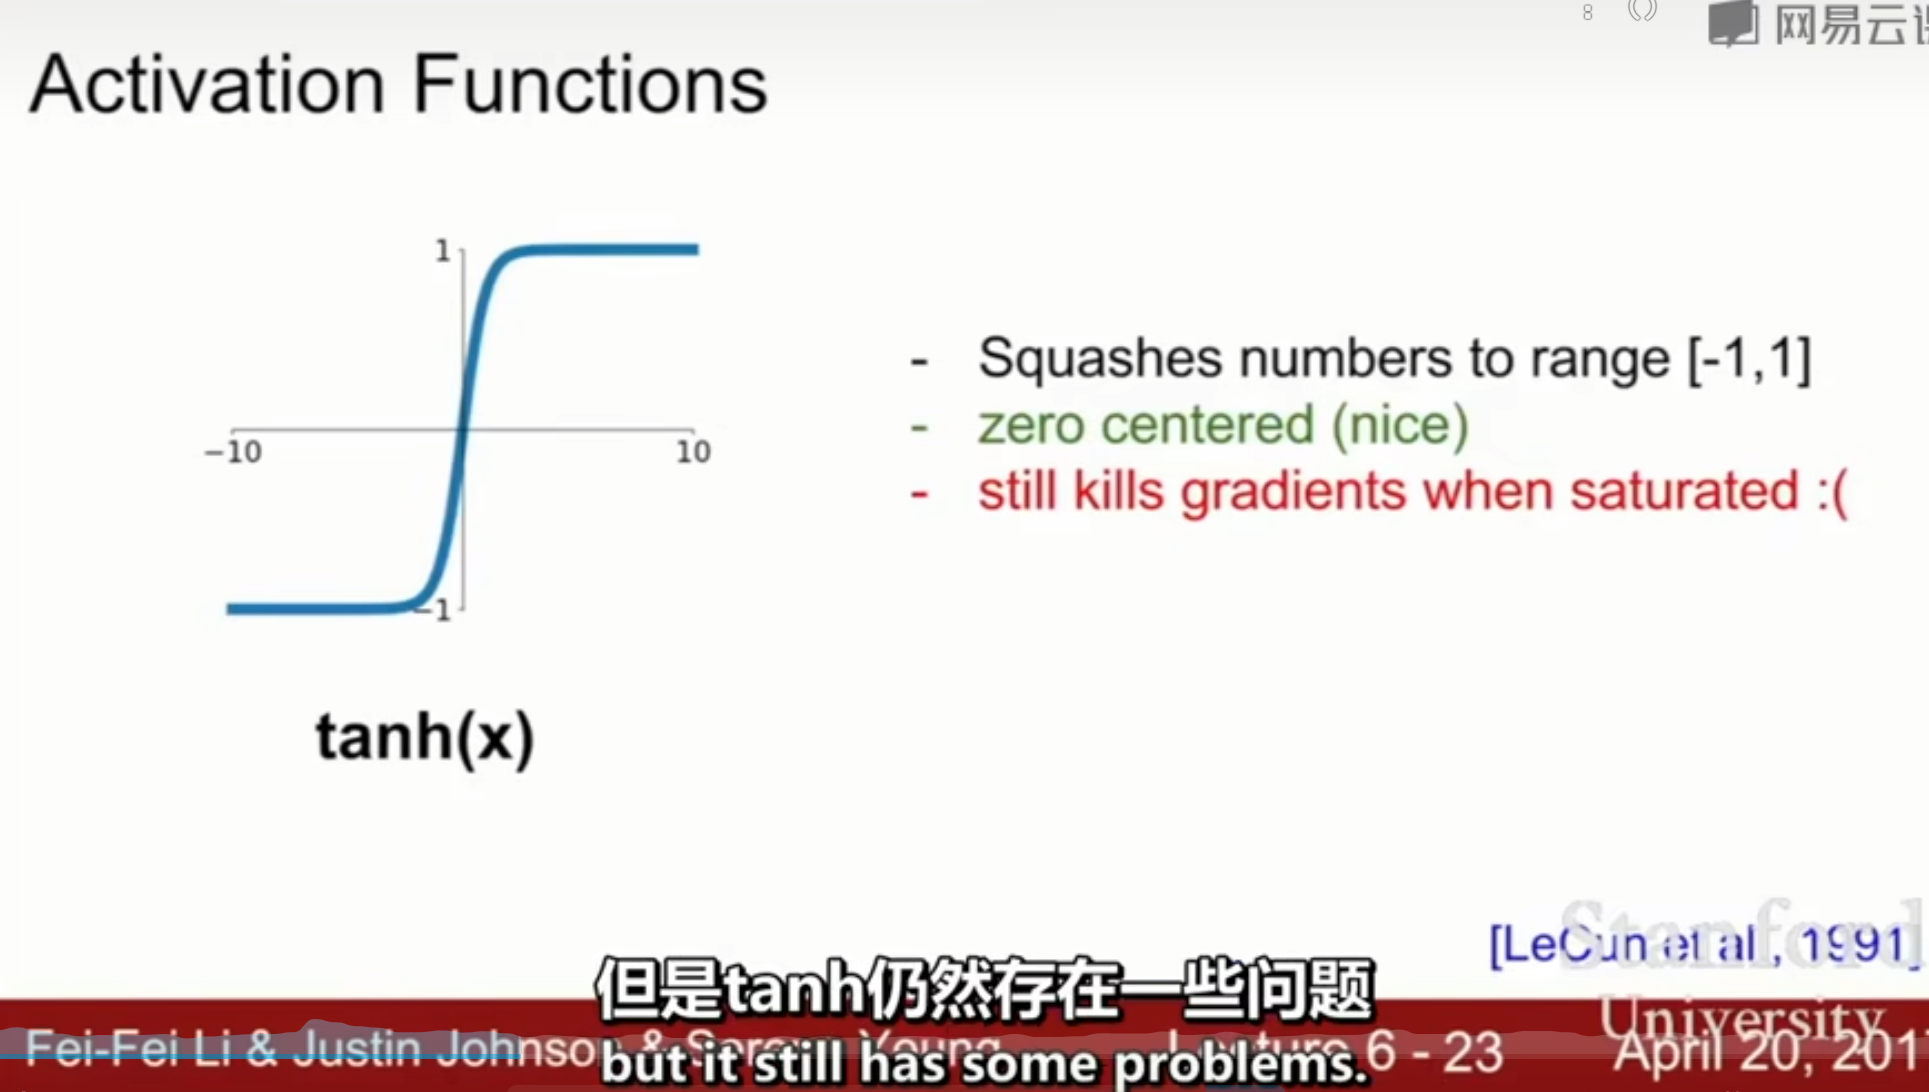 8
网易云课
Activation Functions
1
-10
10
-1
tanh(x)
- Squashes numbers to range [-1,1]
- zero centered (nice)
- still kills gradients when saturated :(
[LeCun et al., 1991]
Stanford
University
但是tanh仍然存在一些问题
but it still has some problems.
Fei-Fei Li & Justin Johnson & Serena Yeung
Lecture 6 - 23
April 20, 201